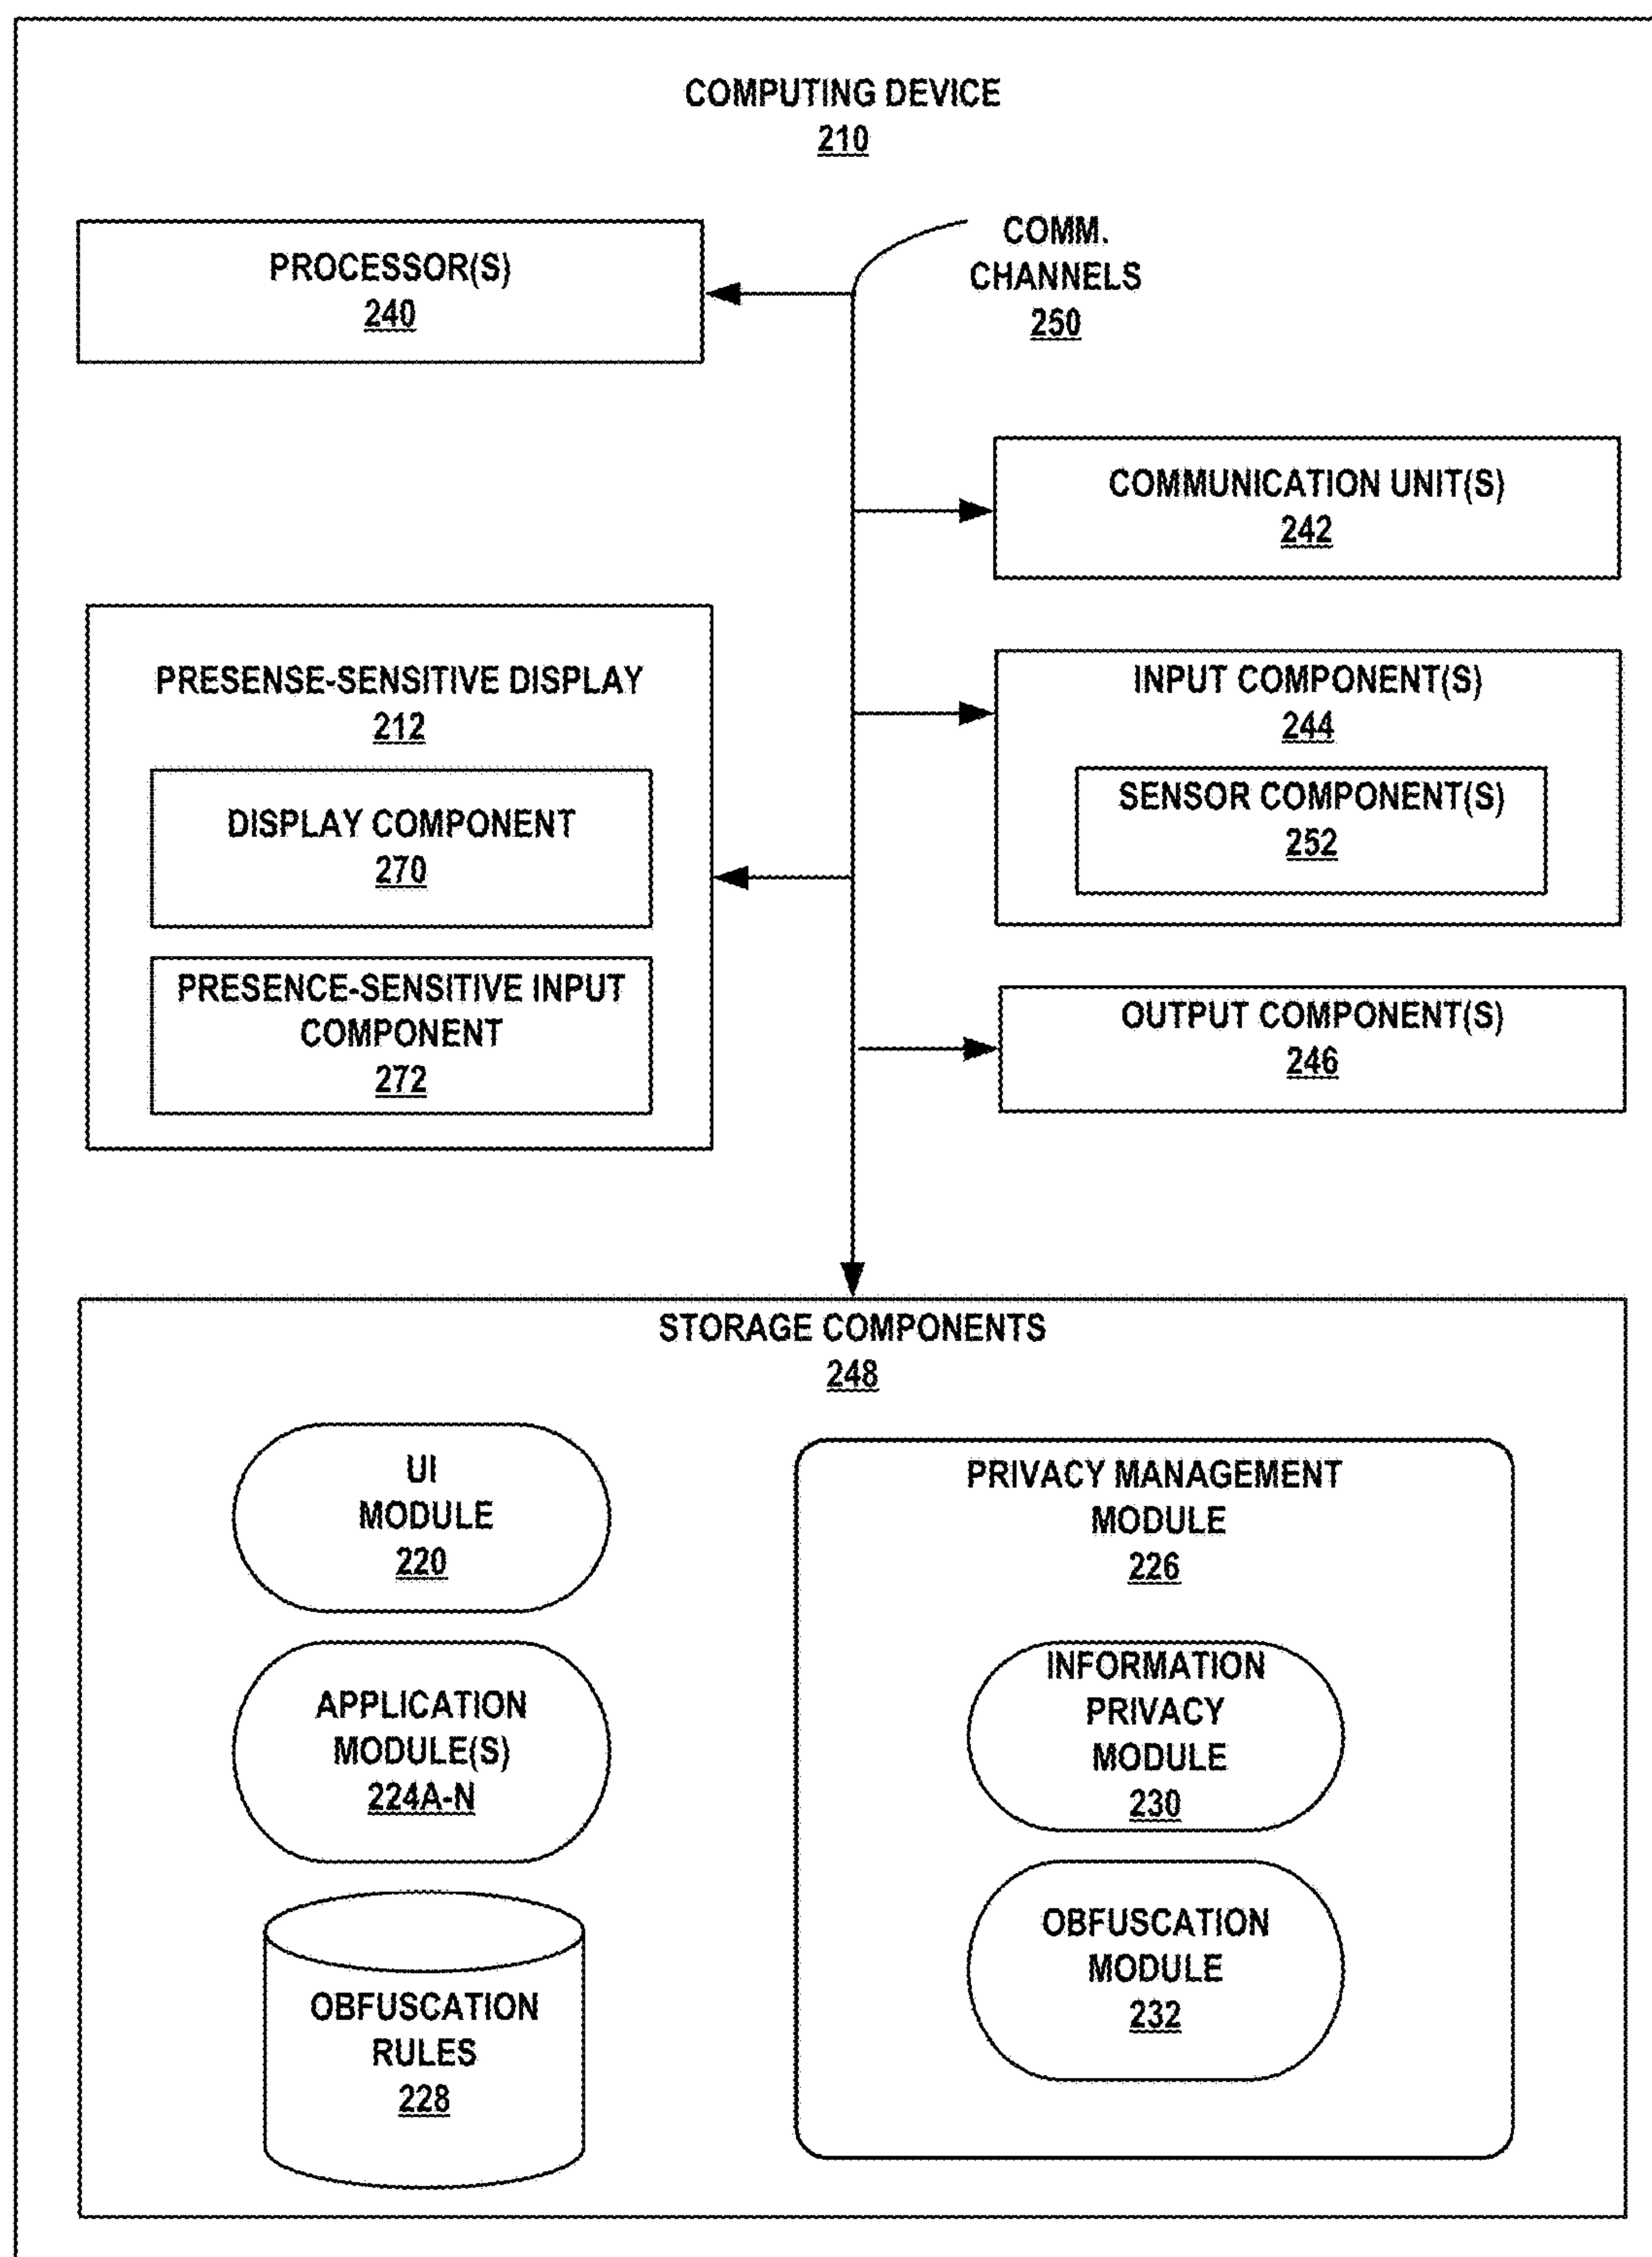 COMPUTING DEVICE
210
PROCESSOR(S)
240
COMM.
CHANNELS
250
COMMUNICATION UNIT(S)
242
PRESENSE-SENSITIVE DISPLAY
212
DISPLAY COMPONENT
270
PRESENCE-SENSITIVE INPUT
COMPONENT
272
INPUT COMPONENT(S)
244
SENSOR COMPONENT(S)
252
OUTPUT COMPONENT(S)
246
STORAGE COMPONENTS
248
UI
MODULE
220
APPLICATION
MODULE(S)
224A-N
OBFUSCATION
RULES
228
PRIVACY MANAGEMENT
MODULE
226
INFORMATION
PRIVACY
MODULE
230
OBFUSCATION
MODULE
232